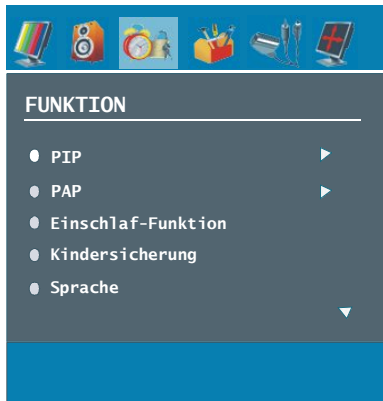 FUNKTION
PIP
PAP
Einschlaf-Funktion
Kindersicherung
Sprache